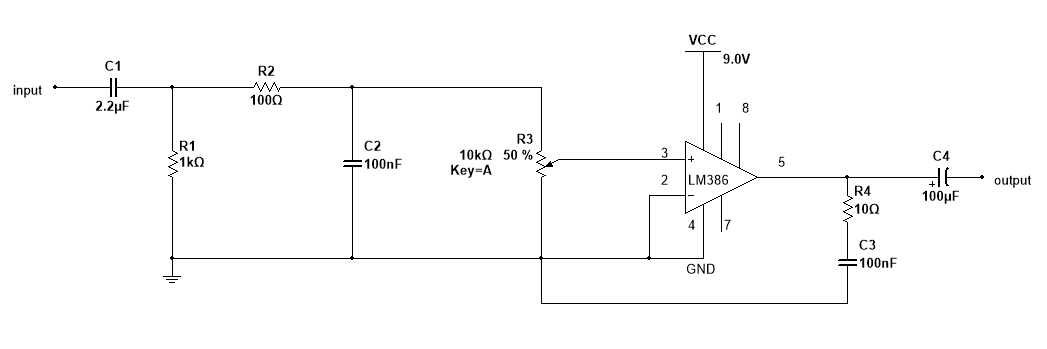 input
C1
2.2µF
R1
1kΩ
R2
100Ω
C2
100nF
R3
10kΩ 50 %
Key=A
VCC
9.0V
1
8
3
2
LM386
+
−
4
7
5
GND
R4
10Ω
C3
100nF
C4
+
100µF
output